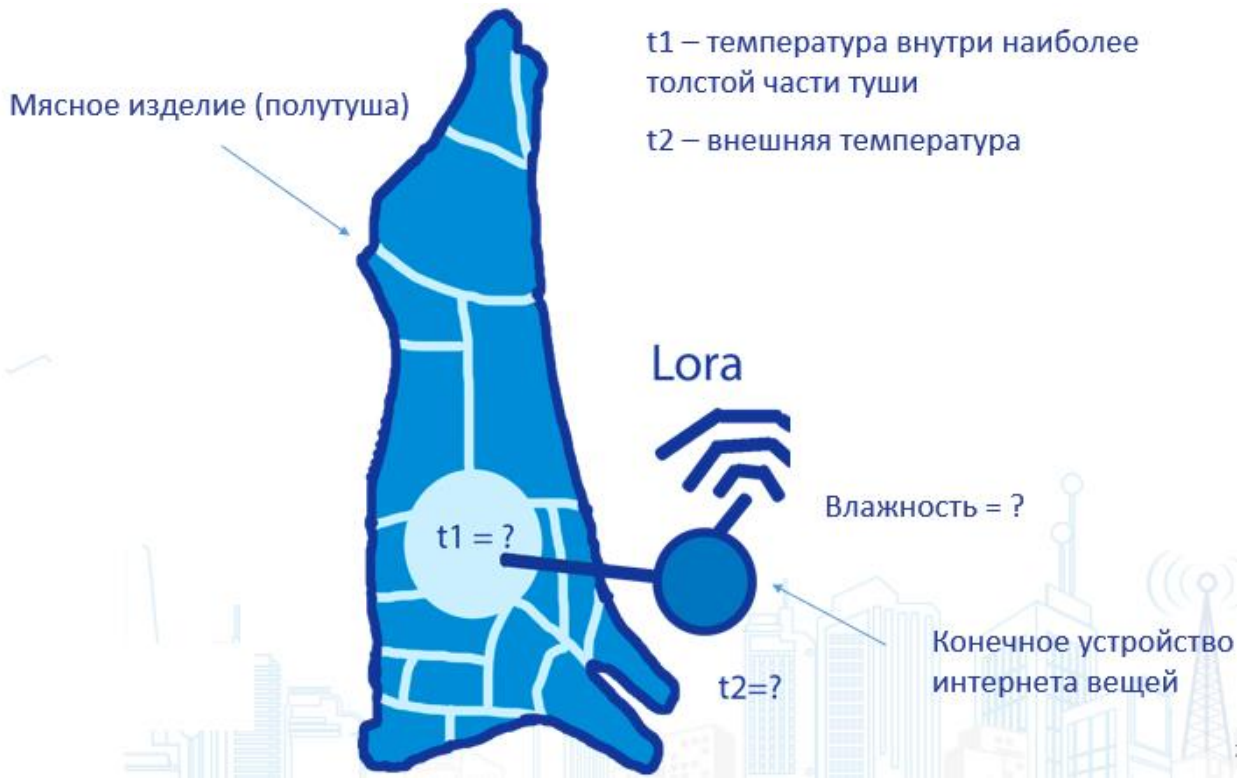 t1 – температура внутри наиболее
толстой части туши
Мясное изделие (полутуша)
t2 – внешняя температура
Lora
Влажность = ?
t1 = ?
Конечное устройство
интернета вещей
t2=?